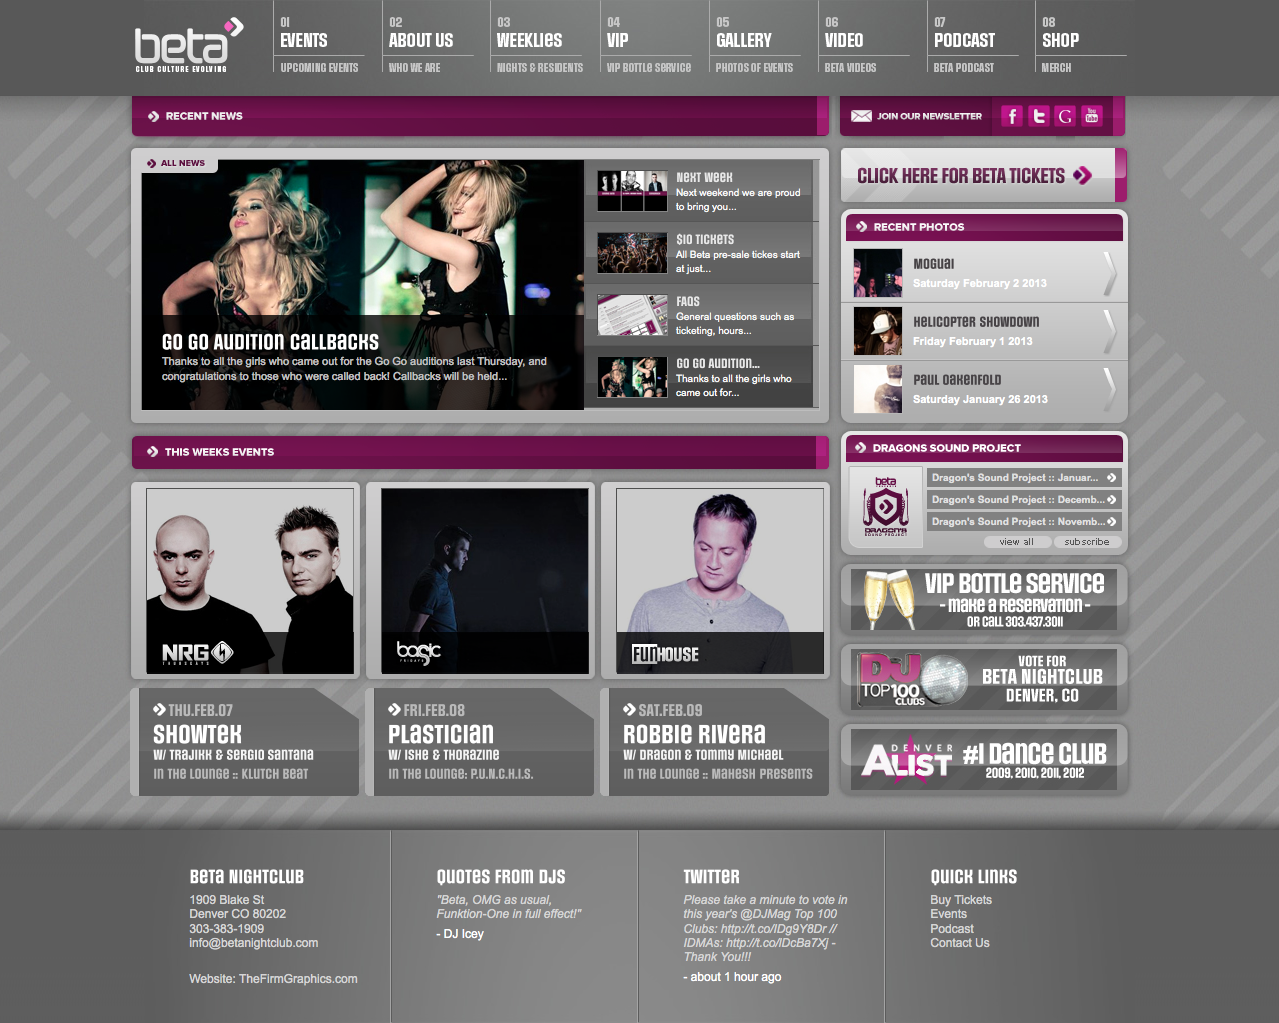 beta
CLUB CULTURE EVOLVING
01
EVENTS
UPCOMING EVENTS
02
ABOUT US
WHO WE ARE
03
WEEKLIES
NIGHTS & RESIDENTS
04
VIP
VIP BOTTLE SERVICE
05
GALLERY
PHOTOS OF EVENTS
06
VIDEO
BETA VIDEOS
07
PODCAST
BETA PODCAST
08
SHOP
MERCH
RECENT NEWS
JOIN OUR NEWSLETTER
f
t
G
You
Tube
ALL NEWS
GO GO AUDITION CALLBACKS
Thanks to all the girls who came out for the Go Go auditions last Thursday, and
congratulations to those who were called back! Callbacks will be held...
NEXT WEEK
Next weekend we are proud
to bring you...
$10 TICKETS
All Beta pre-sale tickes start
at just...
FAQS
General questions such as
ticketing, hours...
GO GO AUDITION...
Thanks to all the girls who
came out for...
CLICK HERE FOR BETA TICKETS
RECENT PHOTOS
MOGUAI
Saturday February 2 2013
HELICOPTER SHOWDOWN
Friday February 1 2013
PAUL OAKENFOLD
Saturday January 26 2013
THIS WEEKS EVENTS
NRG
THURSDAYS
basic
FRIDAYS
FUNHOUSE
THU.FEB.07
SHOWTEK
W/ TRAJIKK & SERGIO SANTANA
IN THE LOUNGE :: KLUTCH BEAT
FRI.FEB.08
PLASTICIAN
W/ ISHE & THORAZINE
IN THE LOUNGE: P.U.N.C.H.I.S.
SAT.FEB.09
ROBBIE RIVERA
W/ DRAGON & TOMMY MICHAEL
IN THE LOUNGE :: MAHESH PRESENTS
DRAGONS SOUND PROJECT
beta
DRAGON'S
SOUND PROJECT
Dragon's Sound Project :: Januar...
Dragon's Sound Project :: Decemb...
Dragon's Sound Project :: Novemb...
view all
subscribe
VIP BOTTLE SERVICE
- MAKE A RESERVATION -
OR CALL 303.437.3011
DJ
TOP100
CLUBS
VOTE FOR
BETA NIGHTCLUB
DENVER, CO
DENVER
ALIST
#1 DANCE CLUB
2009, 2010, 2011, 2012
BETA NIGHTCLUB
1909 Blake St
Denver CO 80202
303-383-1909
info@betanightclub.com
Website: TheFirmGraphics.com
QUOTES FROM DJS
"Beta, OMG as usual,
Funktion-One in full effect!"
- DJ Icey
TWITTER
Please take a minute to vote in
this year's @DJMag Top 100
Clubs: http://t.co/IDg9Y8Dr //
IDMAs: http://t.co/IDcBa7Xj -
Thank You!!!
- about 1 hour ago
QUICK LINKS
Buy Tickets
Events
Podcast
Contact Us